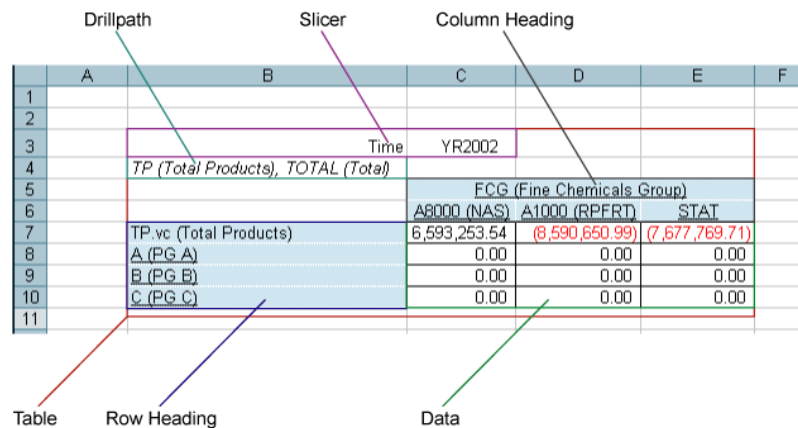 Drillpath Slicer Column Heading
A B C D E F
1
2
3 Time YR2002
4 TP (Total Products), TOTAL (Total)
5 FCG (Fine Chemicals Group)
6 A8000 (NAS) A1000 (RPFRT) STAT
7 TP.vc (Total Products) 6,593,253.54 (8,590,650.99) (7,677,769.71)
8 A (PG A) 0.00 0.00 0.00
9 B (PG B) 0.00 0.00 0.00
10 C (PG C) 0.00 0.00 0.00
11
Table Row Heading Data